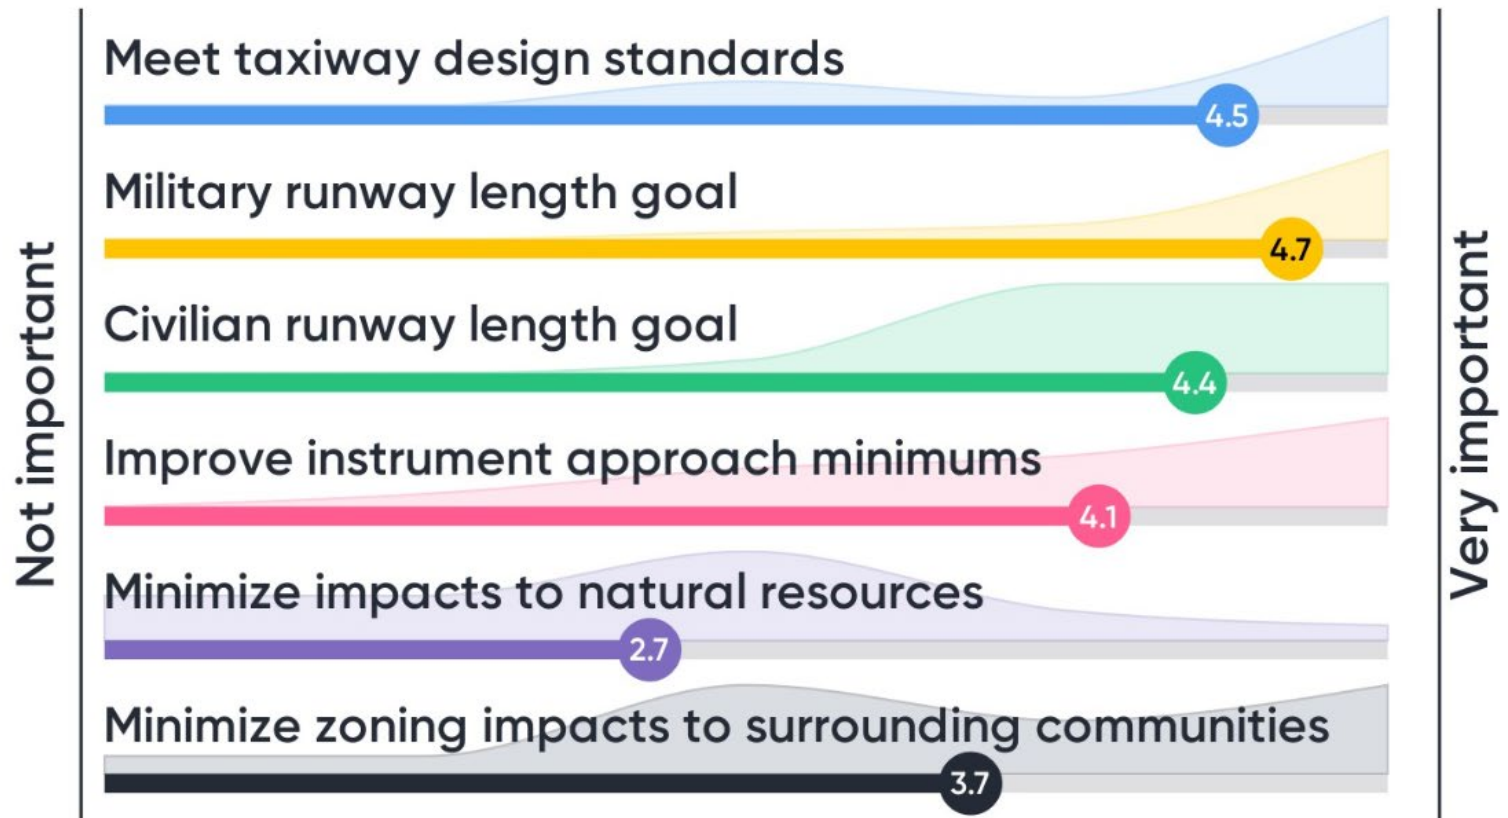 Not important
Meet taxiway design standards
4.5
Military runway length goal
4.7
Civilian runway length goal
4.4
Improve instrument approach minimums
4.1
Minimize impacts to natural resources
2.7
Minimize zoning impacts to surrounding communities
3.7
Very important